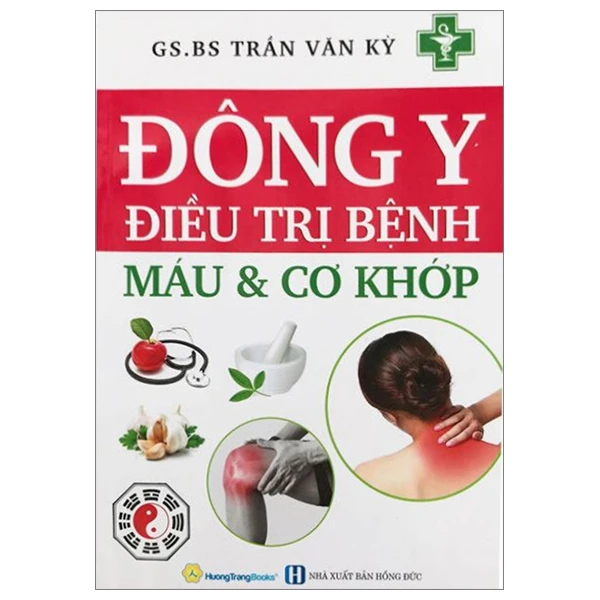 GS.BS TRẦN VĂN KỲ
ĐÔNG Y
ĐIỀU TRỊ BỆNH
MÁU & CƠ KHỚP
HuongTrangBooks®
NHÀ XUẤT BẢN HỒNG ĐỨC